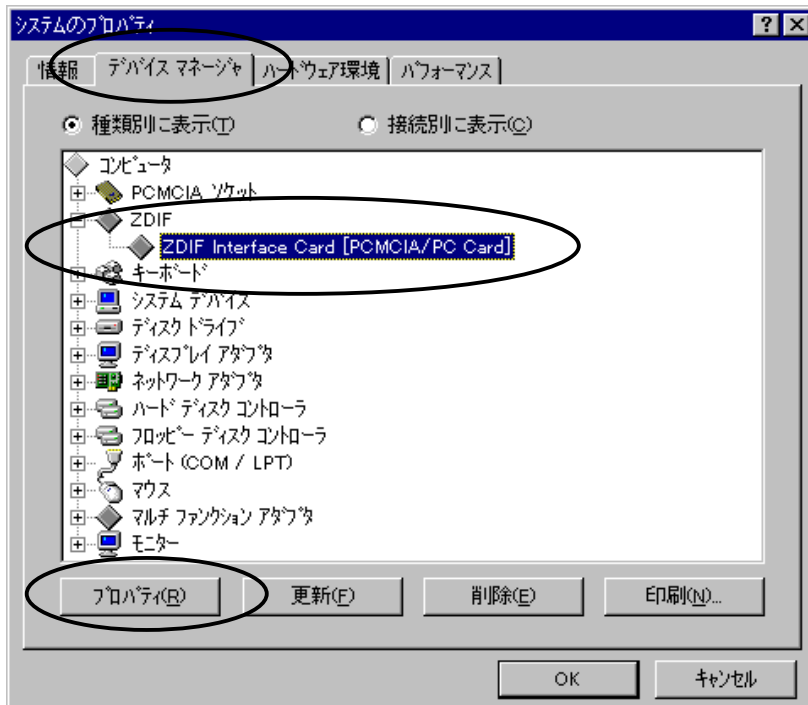 システムのプロパティ
情報 デバイス マネージャ ハードウェア環境 パフォーマンス
種類別に表示(T) 接続別に表示(C)
コンピュータ
PCMCIA ソケット
ZDIF
ZDIF Interface Card [PCMCIA/PC Card]
キーボード
システム デバイス
ディスク ドライブ
ディスプレイ アダプタ
ネットワーク アダプタ
ハード ディスク コントローラ
フロッピー ディスク コントローラ
ポート (COM / LPT)
マウス
マルチ ファンクション アダプタ
モニター
プロパティ(R) 更新(F) 削除(E) 印刷(N)...
OK キャンセル